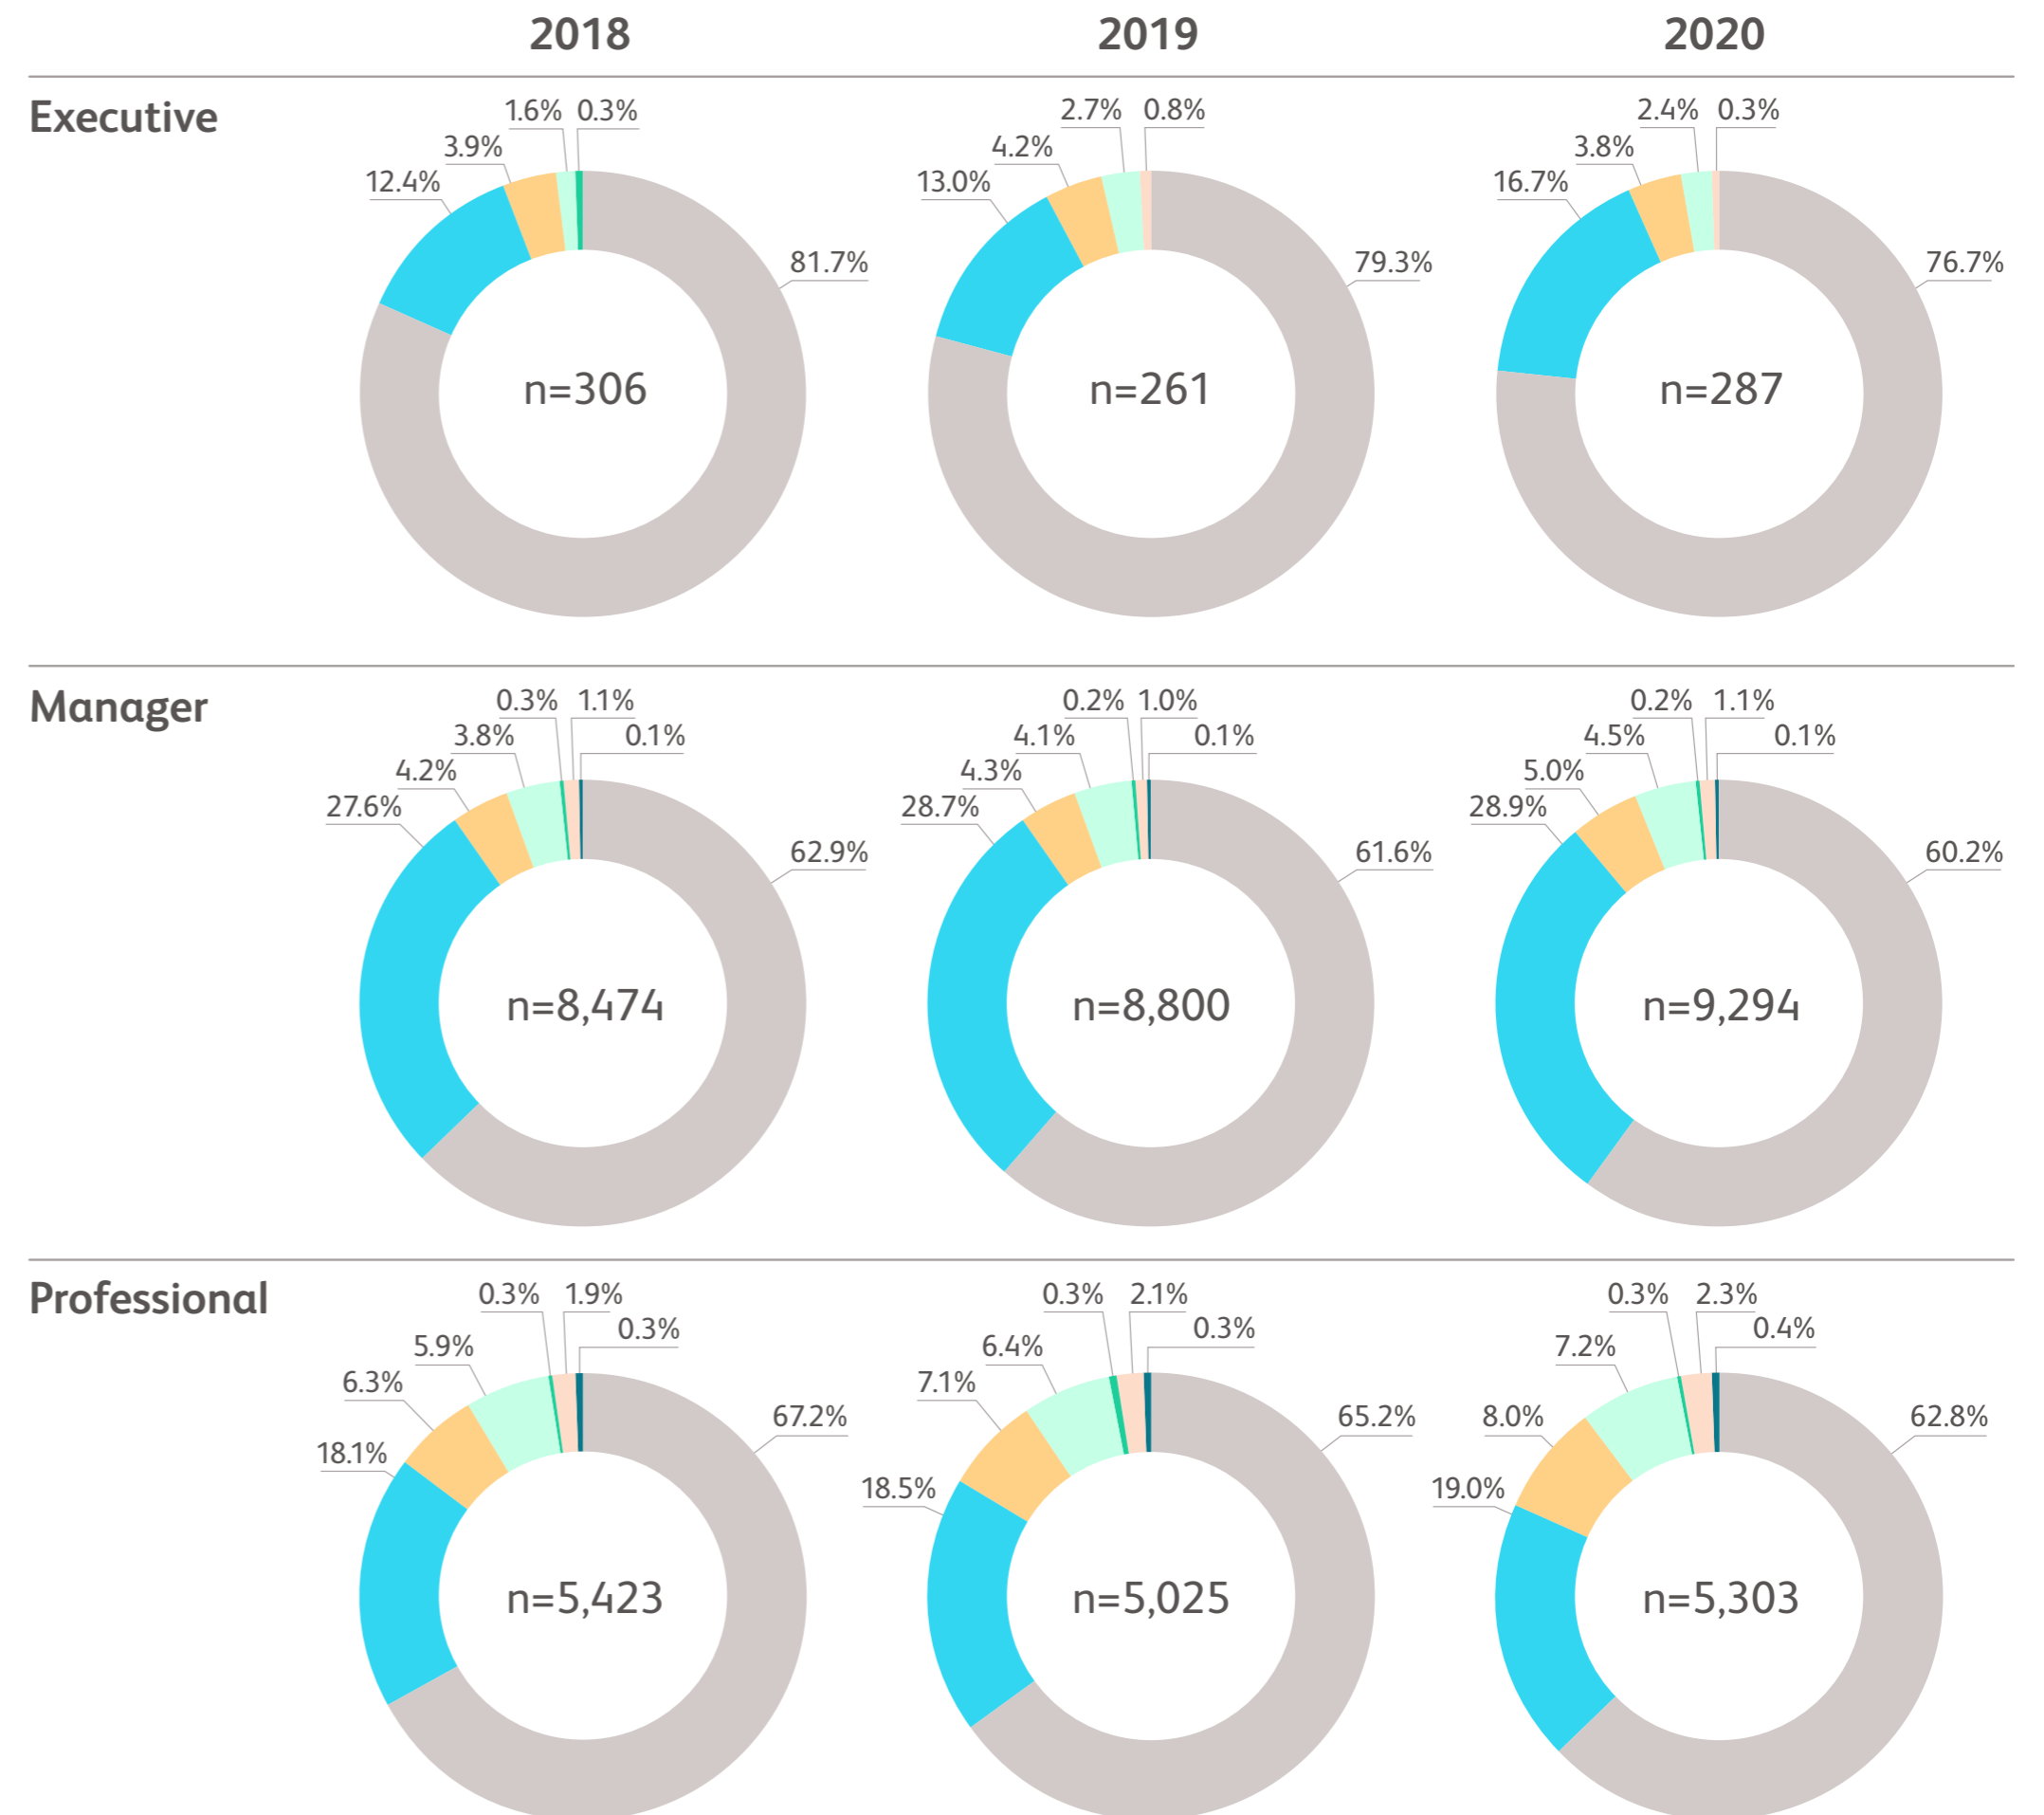 2018 2019 2020
Executive
1.6% 0.3% 2.7% 0.8% 2.4% 0.3%
3.9% 4.2% 3.8%
12.4% 13.0% 16.7%
81.7% 79.3% 76.7%
n=306 n=261 n=287
Manager
0.3% 1.1% 0.2% 1.0% 0.2% 1.1%
3.8% 0.1% 4.1% 0.1% 4.5% 0.1%
4.2% 4.3% 5.0%
27.6% 28.7% 28.9%
62.9% 61.6% 60.2%
n=8,474 n=8,800 n=9,294
Professional
0.3% 1.9% 0.3% 2.1% 0.3% 2.3%
0.3% 0.3% 0.4%
5.9% 6.4% 7.2%
6.3% 7.1% 8.0%
67.2% 65.2% 62.8%
18.1% 18.5% 19.0%
n=5,423 n=5,025 n=5,303